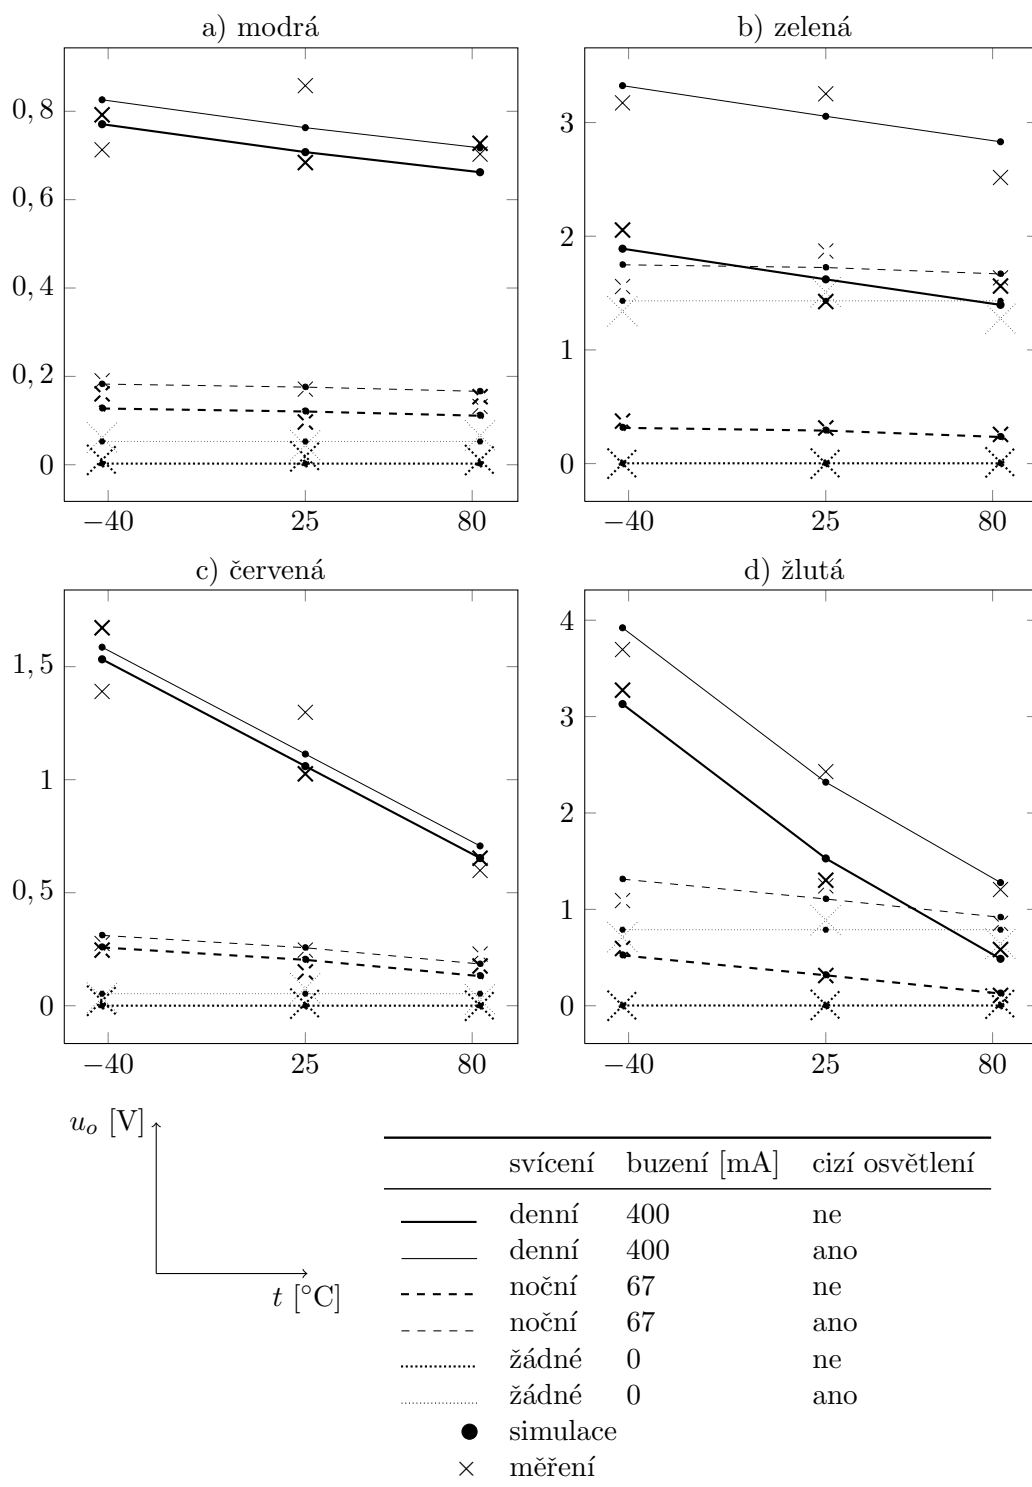 a) modrá
b) zelená
0,8
0,6
0,4
0,2
0
−40 25 80
3
2
1
0
−40 25 80
c) červená
d) žlutá
1,5
1
0,5
0
−40 25 80
4
3
2
1
0
−40 25 80
u_o [V]
t [°C]
svícení buzení [mA] cizí osvětlení
denní 400 ne
denní 400 ano
noční 67 ne
noční 67 ano
žádné 0 ne
žádné 0 ano
simulace
měření